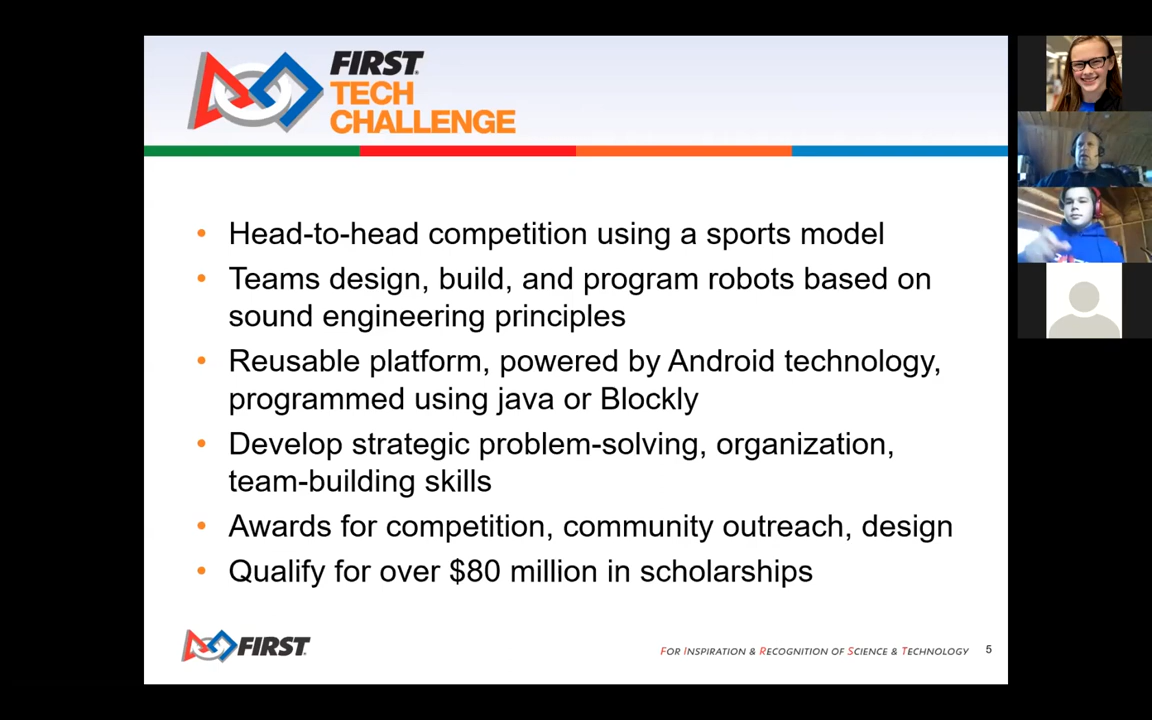 FIRST
TECH
CHALLENGE
• Head-to-head competition using a sports model
• Teams design, build, and program robots based on
sound engineering principles
• Reusable platform, powered by Android technology,
programmed using java or Blockly
• Develop strategic problem-solving, organization,
team-building skills
• Awards for competition, community outreach, design
• Qualify for over $80 million in scholarships
FIRST
FOR INSPIRATION & RECOGNITION OF SCIENCE & TECHNOLOGY 5